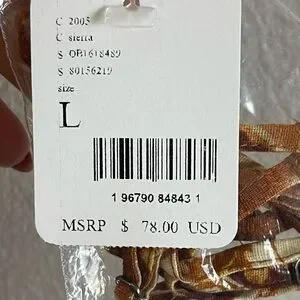 C 2005
C sierra
S OB1618489
S 80156219
size
L
1 96790 84843 1
MSRP $ 78.00 USD